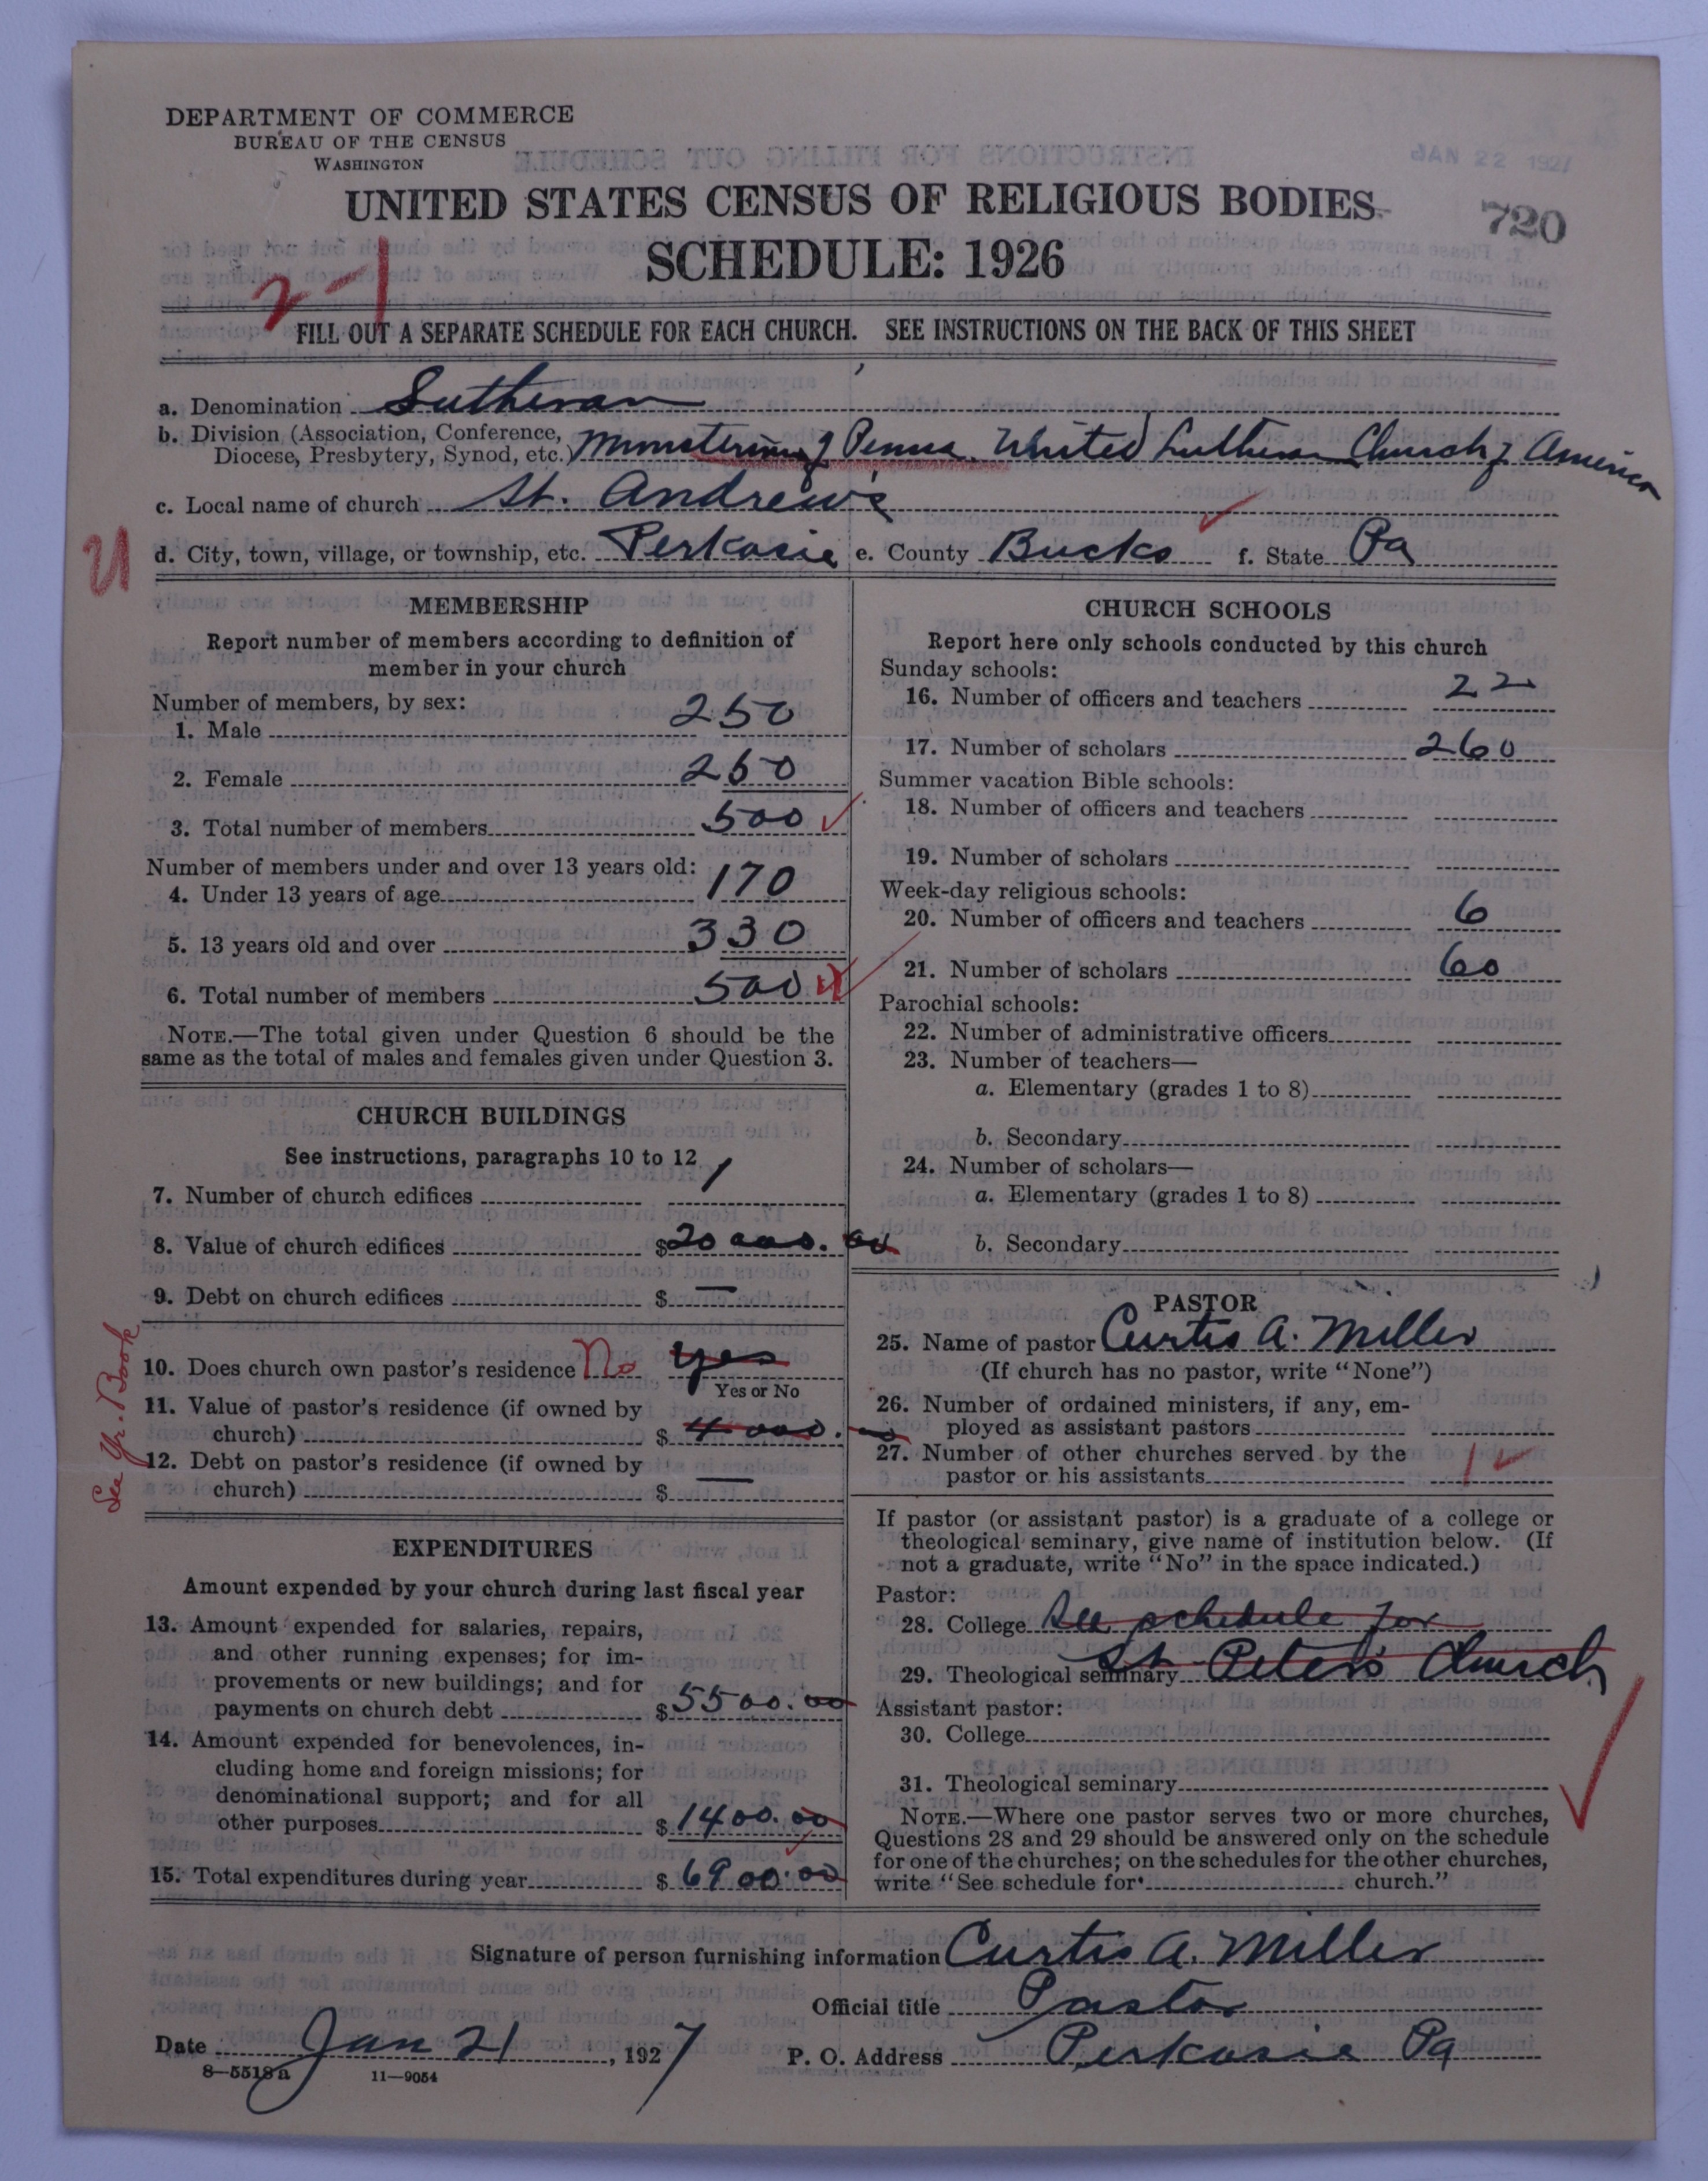 DEPARTMENT OF COMMERCE
BUREAU OF THE CENSUS
WASHINGTON
JAN 22 1927
UNITED STATES CENSUS OF RELIGIOUS BODIES
720
SCHEDULE: 1926
FILL OUT A SEPARATE SCHEDULE FOR EACH CHURCH. SEE INSTRUCTIONS ON THE BACK OF THIS SHEET
a. Denomination Lutheran
b. Division (Association, Conference,
Diocese, Presbytery, Synod, etc.) Ministerium of Penna. United Lutheran Church of America
c. Local name of church St. Andrew's
U
d. City, town, village, or township, etc. Perkasie e. County Bucks f. State Pa
MEMBERSHIP
Report number of members according to definition of
member in your church
Number of members, by sex:
1. Male 250
2. Female 250
3. Total number of members 500
Number of members under and over 13 years old:
4. Under 13 years of age 170
5. 13 years old and over 330
6. Total number of members 500
NOTE.—The total given under Question 6 should be the
same as the total of males and females given under Question 3.
CHURCH BUILDINGS
See instructions, paragraphs 10 to 12
7. Number of church edifices 1
8. Value of church edifices $20 000.00
9. Debt on church edifices $ —
See Yr. Book
10. Does church own pastor's residence No yes
Yes or No
11. Value of pastor's residence (if owned by
church) $ 4 000.00
12. Debt on pastor's residence (if owned by
church) $ —
EXPENDITURES
Amount expended by your church during last fiscal year
13. Amount expended for salaries, repairs,
and other running expenses; for im-
provements or new buildings; and for
payments on church debt $5500.00
14. Amount expended for benevolences, in-
cluding home and foreign missions; for
denominational support; and for all
other purposes $1400.00
15. Total expenditures during year $6900.00
CHURCH SCHOOLS
Report here only schools conducted by this church
Sunday schools:
16. Number of officers and teachers 22
17. Number of scholars 260
Summer vacation Bible schools:
18. Number of officers and teachers
19. Number of scholars
Week-day religious schools:
20. Number of officers and teachers 6
21. Number of scholars 60
Parochial schools:
22. Number of administrative officers
23. Number of teachers—
a. Elementary (grades 1 to 8)
b. Secondary
24. Number of scholars—
a. Elementary (grades 1 to 8)
b. Secondary
PASTOR
25. Name of pastor Curtis A. Miller
(If church has no pastor, write "None")
26. Number of ordained ministers, if any, em-
ployed as assistant pastors
27. Number of other churches served by the
pastor or his assistants 1
If pastor (or assistant pastor) is a graduate of a college or
theological seminary, give name of institution below. (If
not a graduate, write "No" in the space indicated.)
Pastor:
28. College See schedule for
29. Theological seminary St. Peter's Church
Assistant pastor:
30. College
31. Theological seminary
NOTE.—Where one pastor serves two or more churches,
Questions 28 and 29 should be answered only on the schedule
for one of the churches; on the schedules for the other churches,
write "See schedule for church."
Signature of person furnishing information Curtis A. Miller
Official title Pastor
Date Jan 21, 1927 P. O. Address Perkasie Pa
8—5518a 11—9054